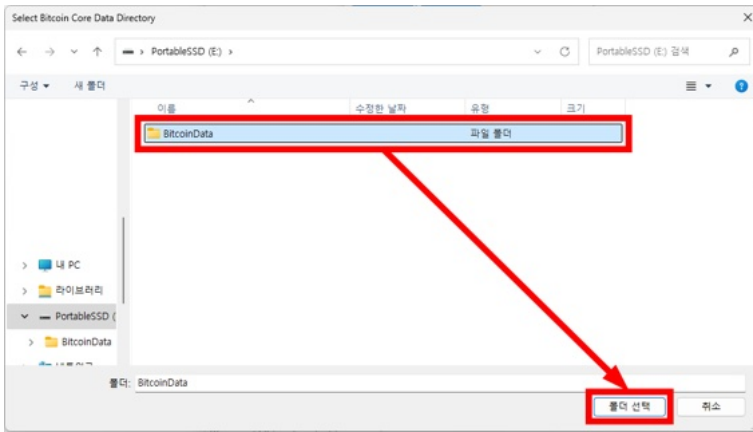 Select Bitcoin Core Data Directory
PortableSSD (E:)
PortableSSD (E:) 검색
구성
새 폴더
이름 수정한 날짜 유형 크기
BitcoinData 파일 폴더
내 PC
라이브러리
PortableSSD (
BitcoinData
폴더: BitcoinData
폴더 선택 취소